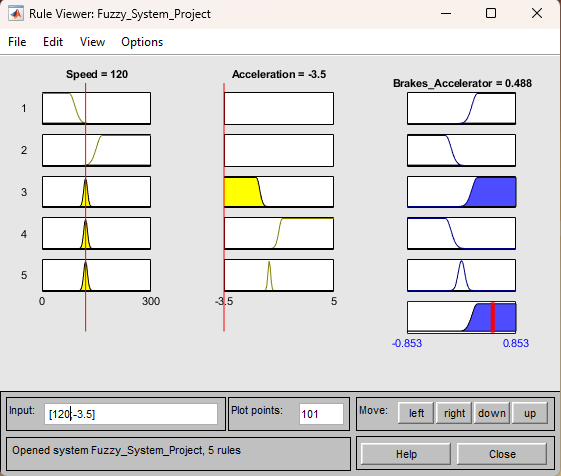 Rule Viewer: Fuzzy_System_Project
File Edit View Options
Speed = 120
Acceleration = -3.5
Brakes_Accelerator = 0.488
1
2
3
4
5
0 300
-3.5 5
-0.853 0.853
Input: [120;-3.5] Plot points: 101 Move: left right down up
Opened system Fuzzy_System_Project, 5 rules
Help Close